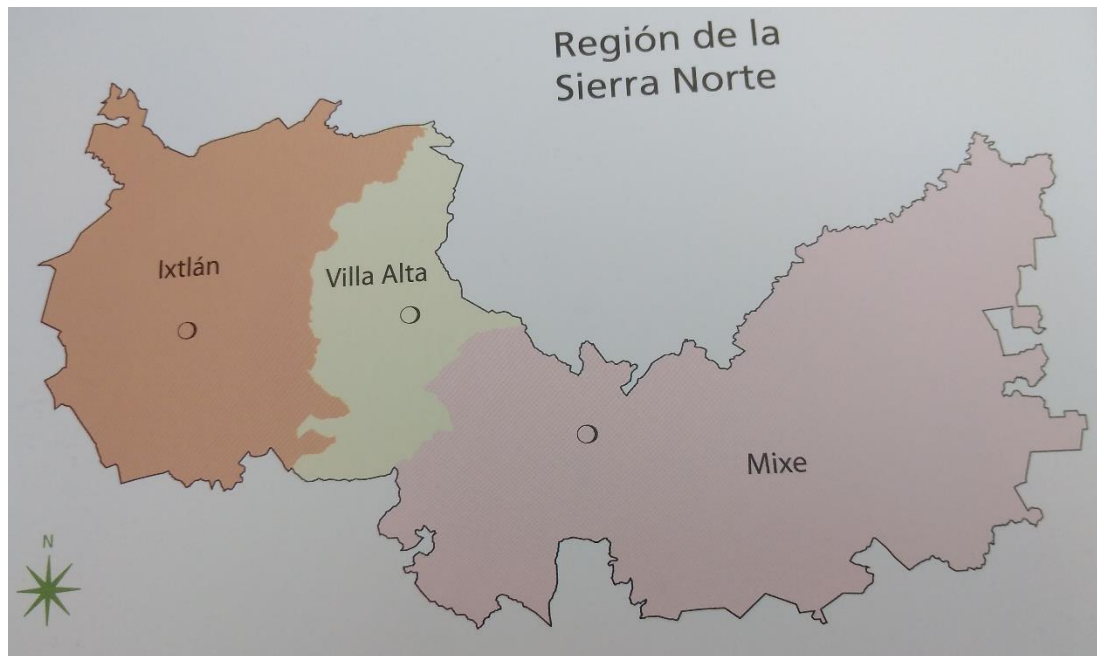 Región de la
Sierra Norte
Ixtlán
Villa Alta
Mixe
N